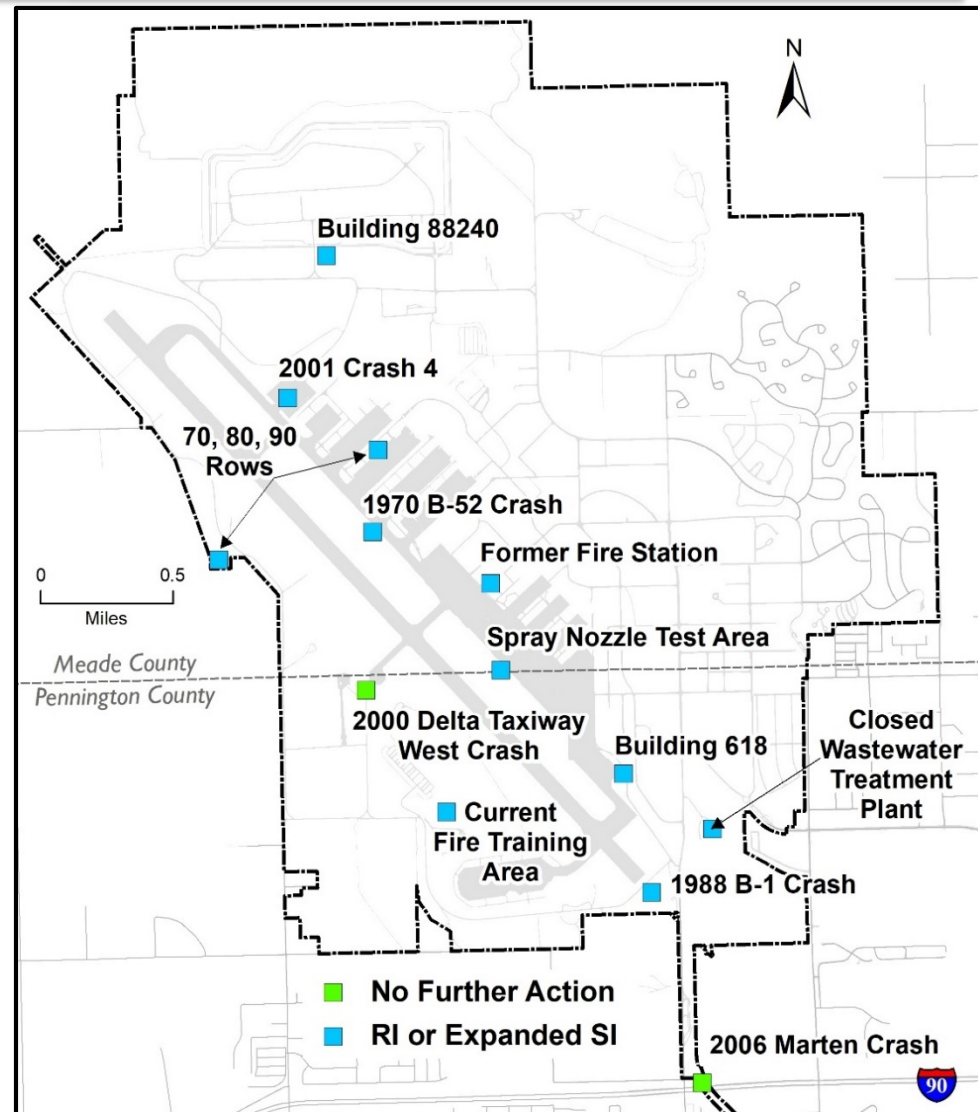 N
Building 88240
2001 Crash 4
70, 80, 90
Rows
1970 B-52 Crash
Former Fire Station
0 0.5
Miles
Spray Nozzle Test Area
Meade County
Pennington County
2000 Delta Taxiway
West Crash
Building 618
Closed
Wastewater
Treatment
Plant
Current
Fire Training
Area
1988 B-1 Crash
No Further Action
RI or Expanded SI
2006 Marten Crash
90